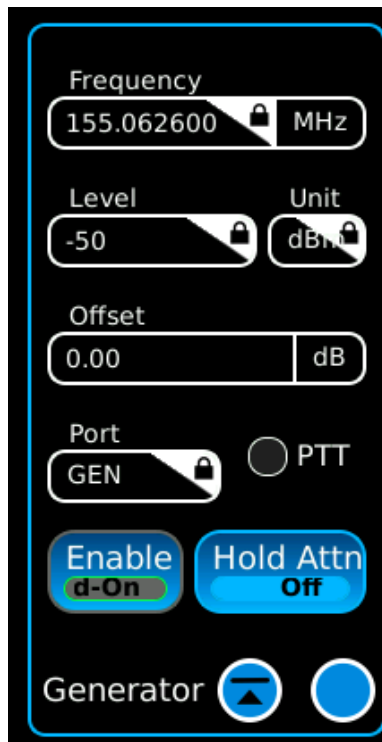 Frequency
155.062600 MHz
Level Unit
-50 dBm
Offset
0.00 dB
Port
GEN PTT
Enable Hold Attn
d-On Off
Generator